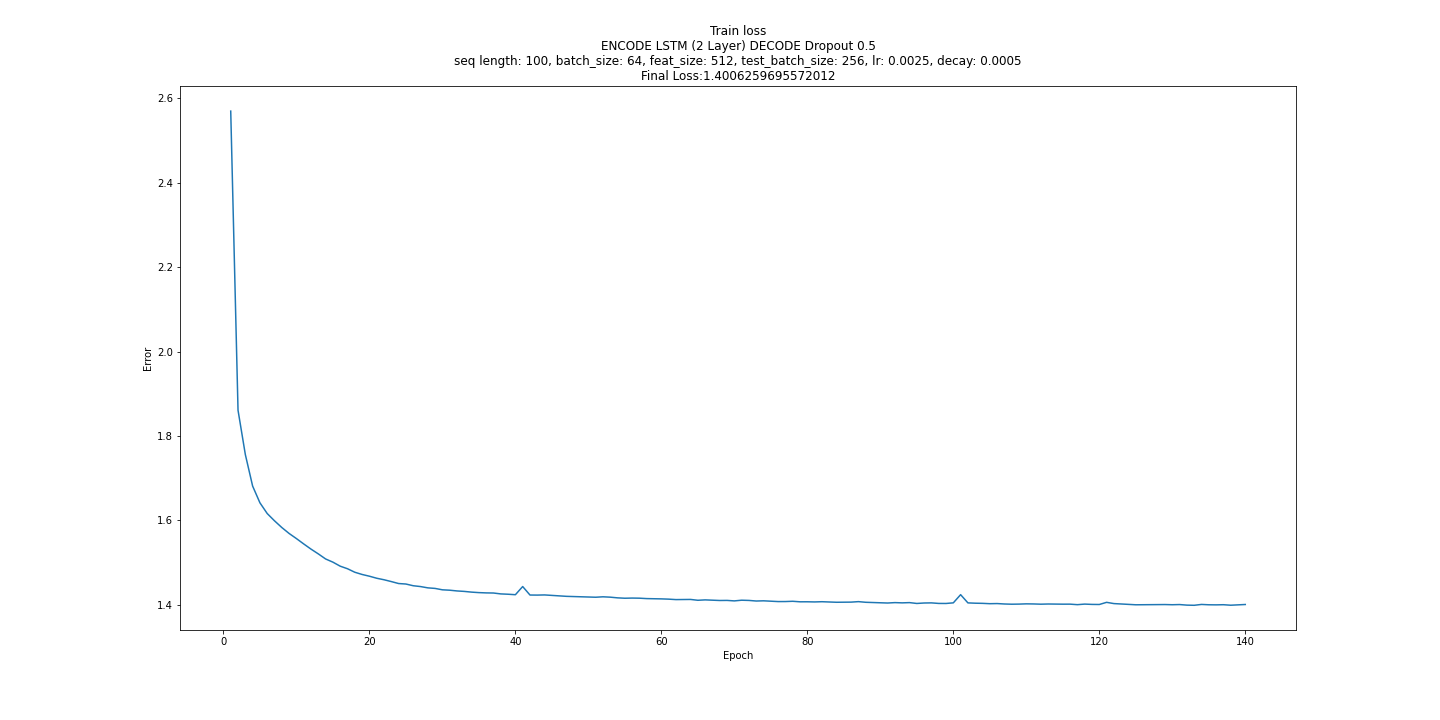 Train loss
ENCODE LSTM (2 Layer) DECODE Dropout 0.5
seq length: 100, batch_size: 64, feat_size: 512, test_batch_size: 256, lr: 0.0025, decay: 0.0005
Final Loss:1.4006259695572012
2.6
2.4
2.2
2.0
1.8
1.6
1.4
Error
0 20 40 60 80 100 120 140
Epoch